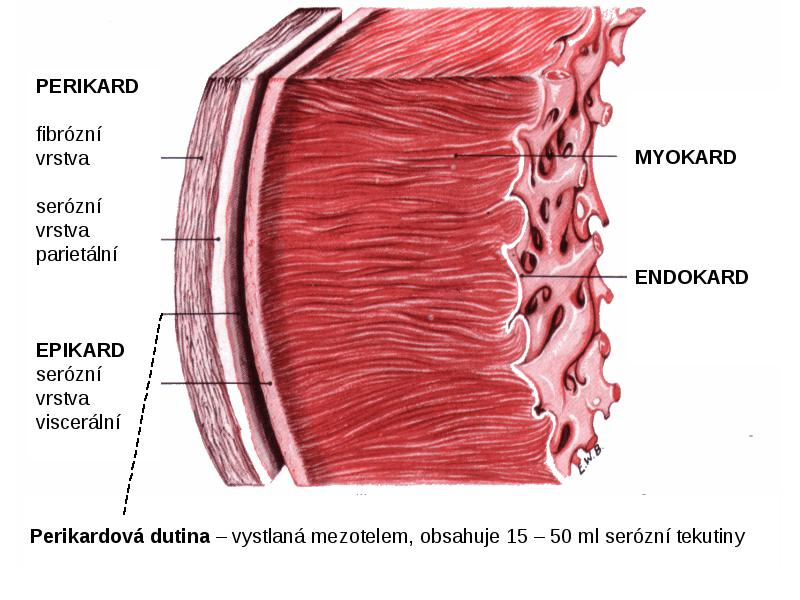 PERIKARD
fibrózní
vrstva
serózní
vrstva
parietální
EPIKARD
serózní
vrstva
viscerální
MYOKARD
ENDOKARD
E.W.B.
Perikardová dutina – vystlaná mezotelem, obsahuje 15 – 50 ml serózní tekutiny